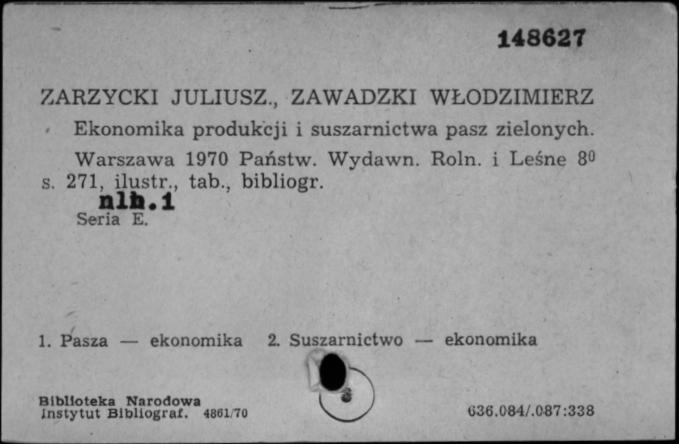 148627
ZARZYCKI JULIUSZ., ZAWADZKI WŁODZIMIERZ
Ekonomika produkcji i suszarnictwa pasz zielonych.
Warszawa 1970 Państw. Wydawn. Roln. i Leśne 8⁰
s. 271, ilustr., tab., bibliogr.
nlb.1
Seria E.
1. Pasza — ekonomika 2. Suszarnictwo — ekonomika
Biblioteka Narodowa
Instytut Bibliograf. 4861/70
636.084/.087:338